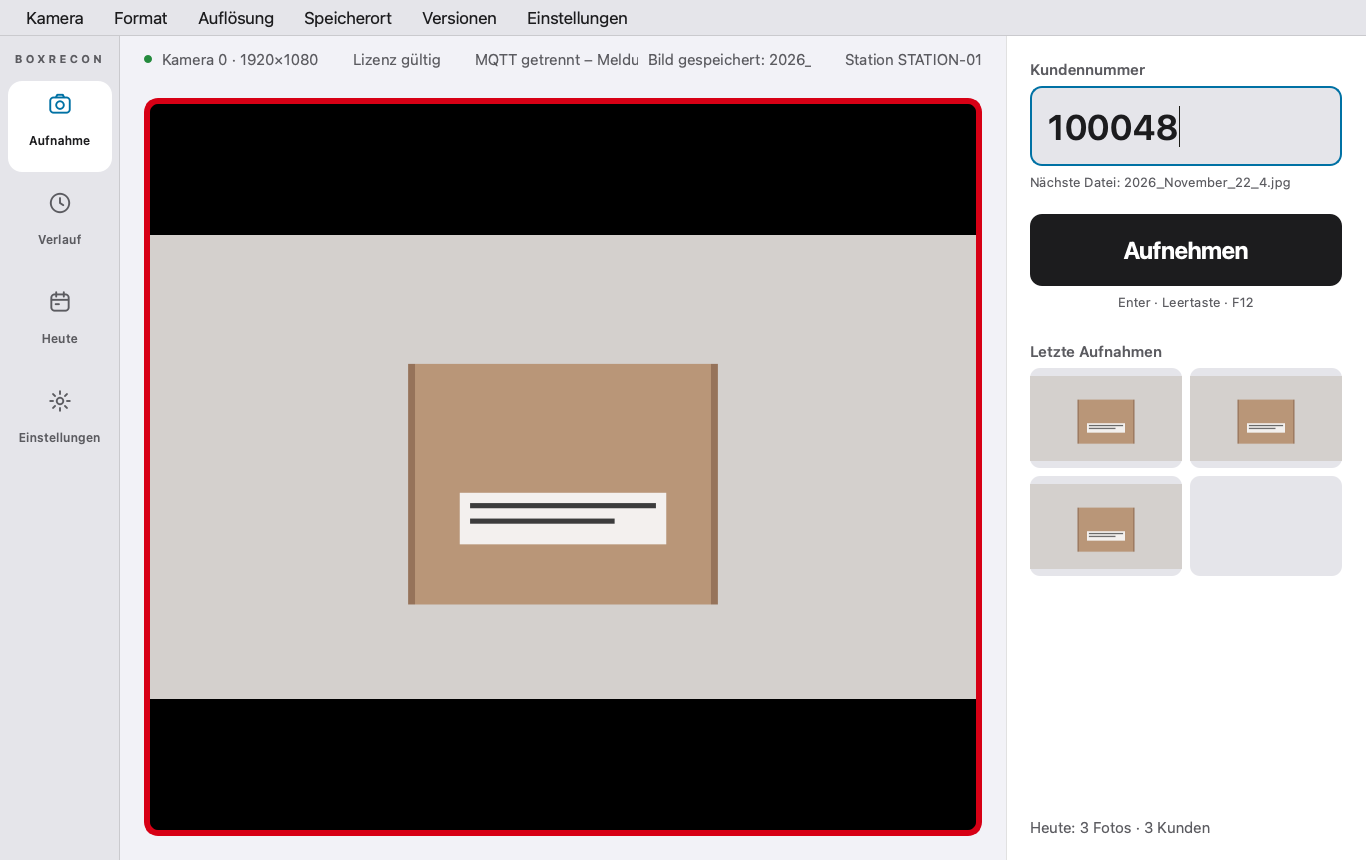 Kamera Format Auflösung Speicherort Versionen Einstellungen
BOXRECON
Aufnahme
Verlauf
Heute
Einstellungen
Kamera 0 · 1920×1080 Lizenz gültig MQTT getrennt – Meldu Bild gespeichert: 2026_ Station STATION-01
Kundennummer
100048
Nächste Datei: 2026_November_22_4.jpg
Aufnehmen
Enter · Leertaste · F12
Letzte Aufnahmen
Heute: 3 Fotos · 3 Kunden